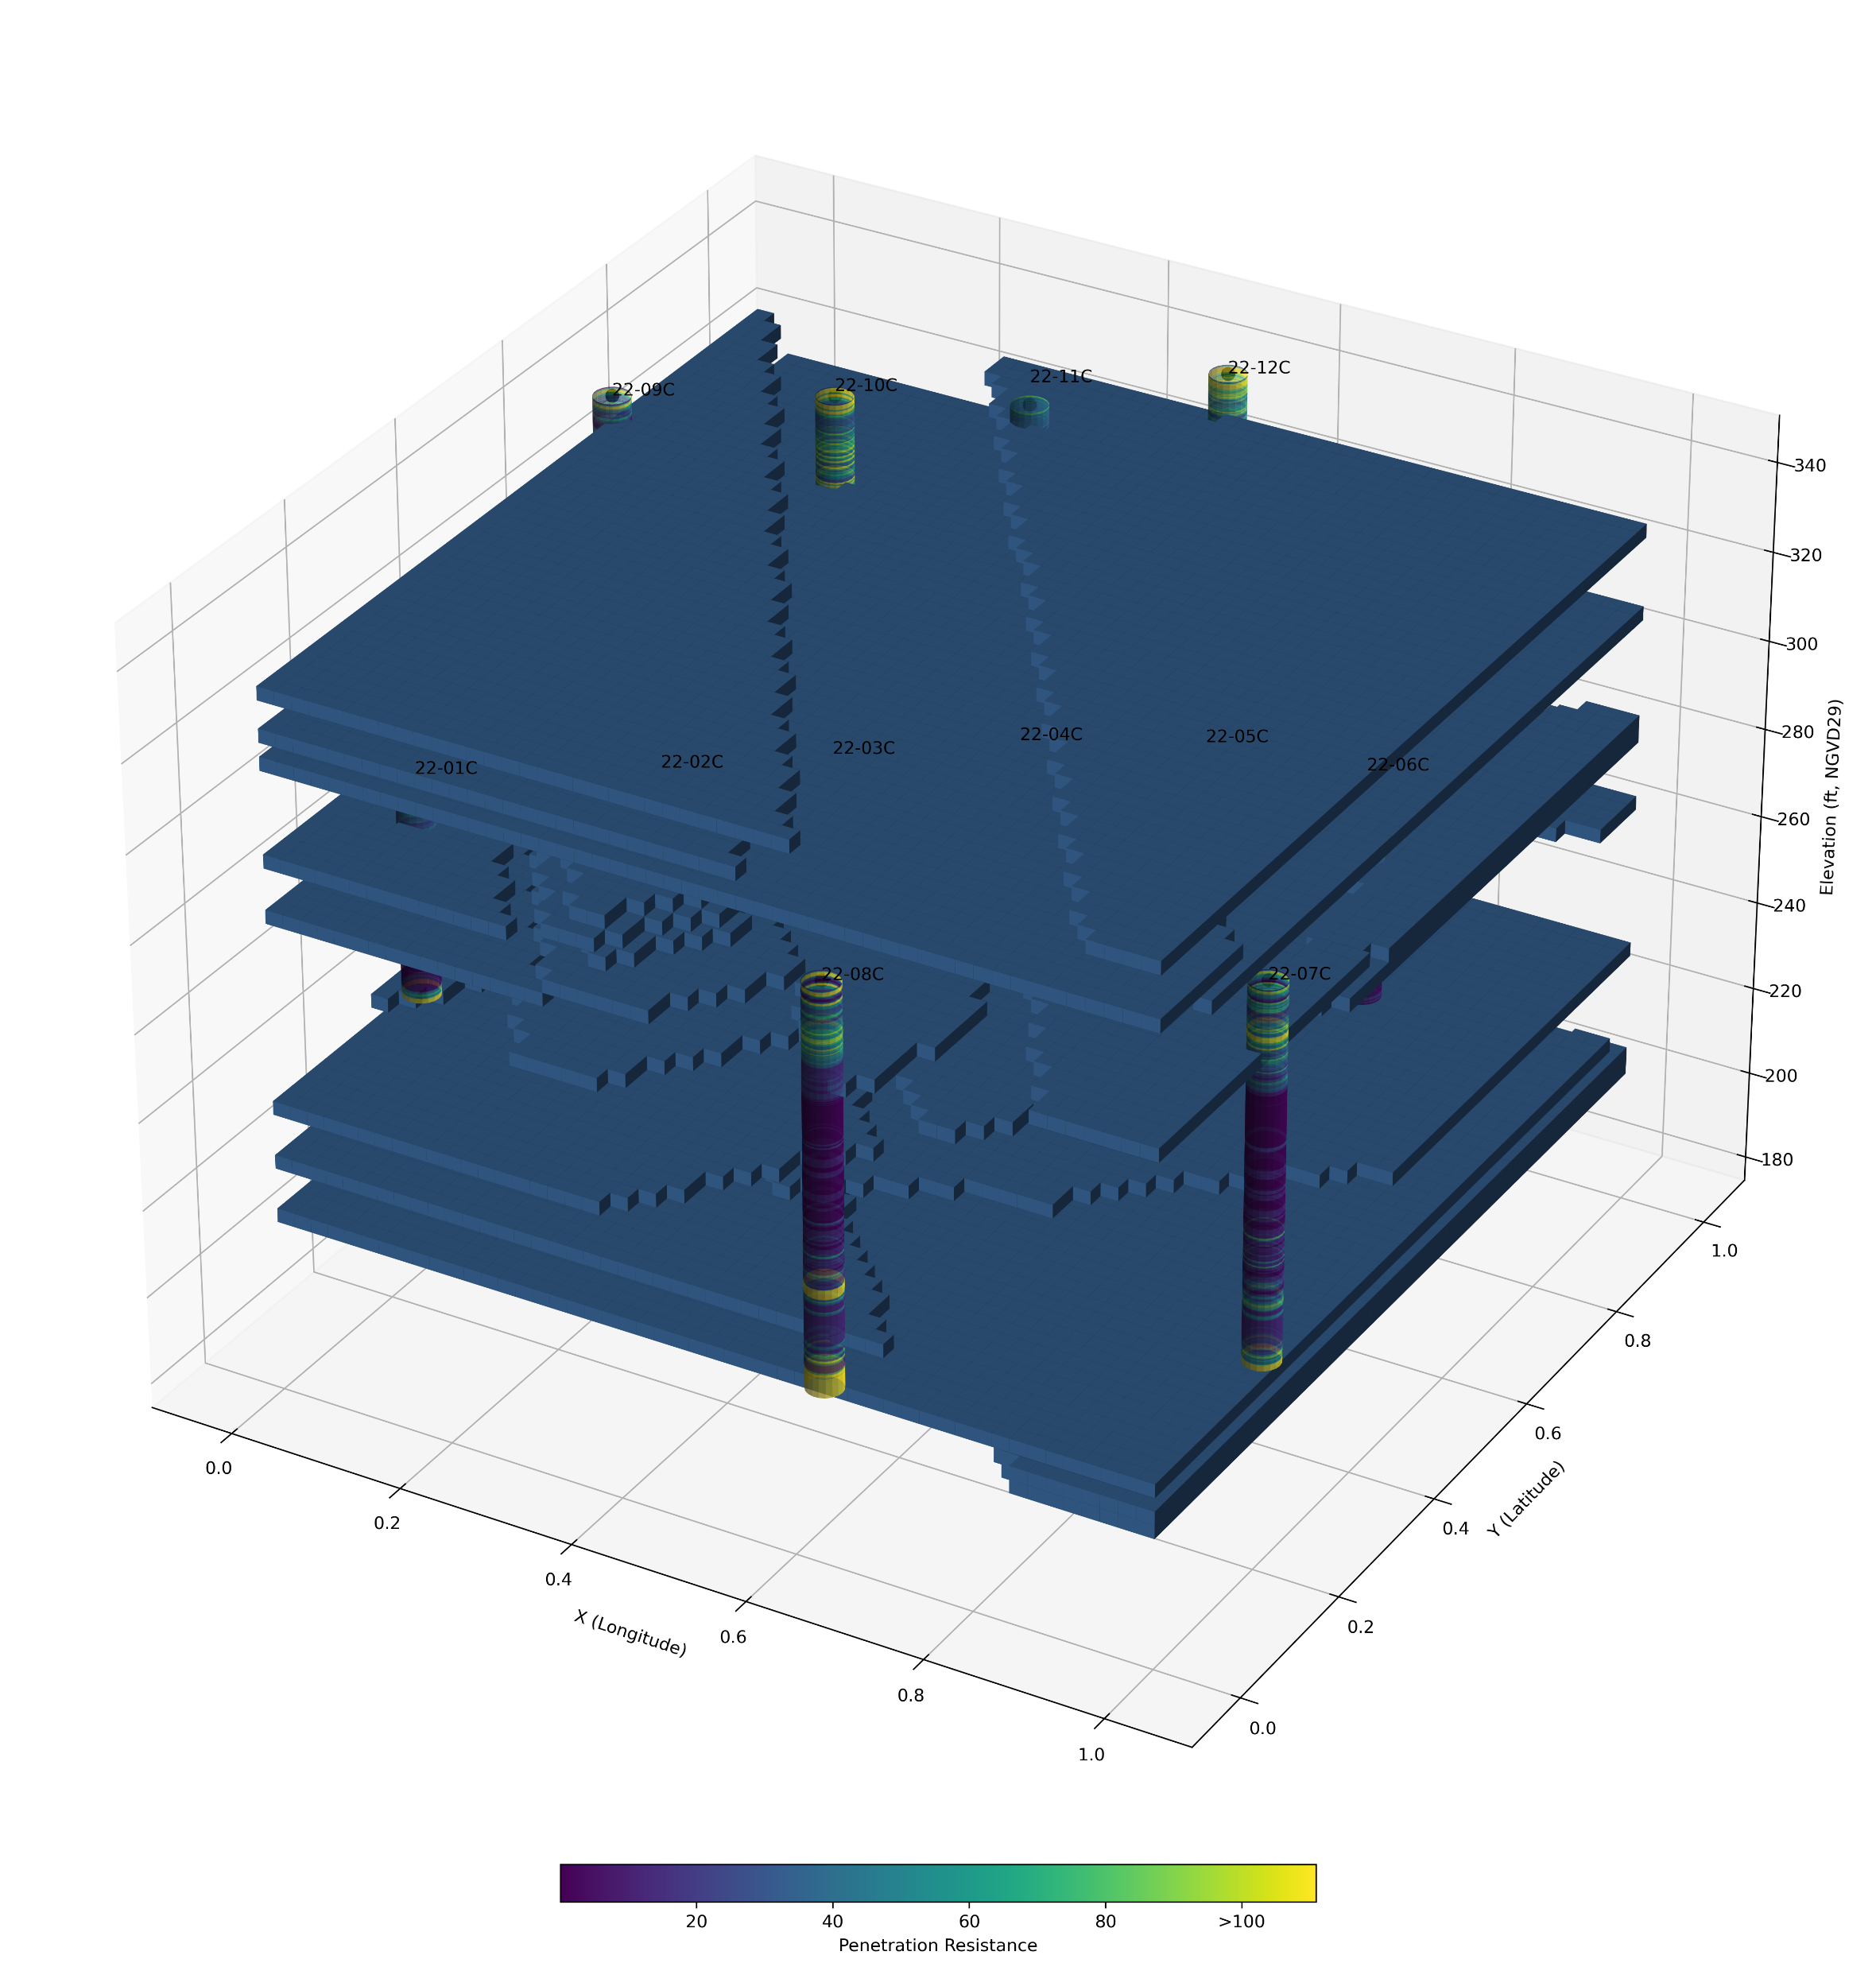 22-12C
22-11C
22-10C
22-09C
340
320
300
280
260
240
220
200
180
Elevation (ft, NGVD29)
22-04C
22-05C
22-03C
22-02C
22-06C
22-01C
22-08C
22-07C
1.0
0.8
0.6
0.4
0.2
0.0
Y (Latitude)
0.0
0.2
0.4
0.6
0.8
1.0
X (Longitude)
20
40
60
80
>100
Penetration Resistance